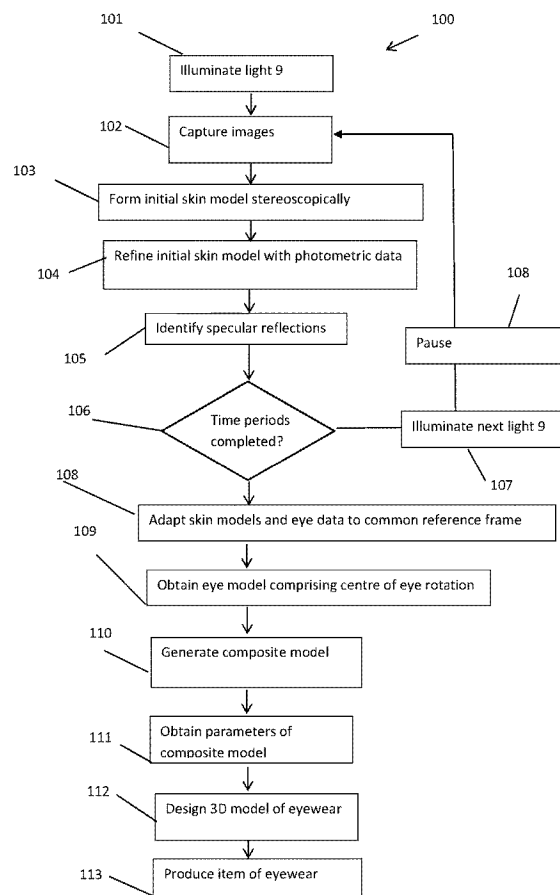 101
100
Illuminate light 9
102
Capture images
103
Form initial skin model stereoscopically
104
Refine initial skin model with photometric data
108
105
Identify specular reflections
Pause
106
Time periods
completed?
Illuminate next light 9
107
108
Adapt skin models and eye data to common reference frame
109
Obtain eye model comprising centre of eye rotation
110
Generate composite model
111
Obtain parameters of
composite model
112
Design 3D model of eyewear
113
Produce item of eyewear